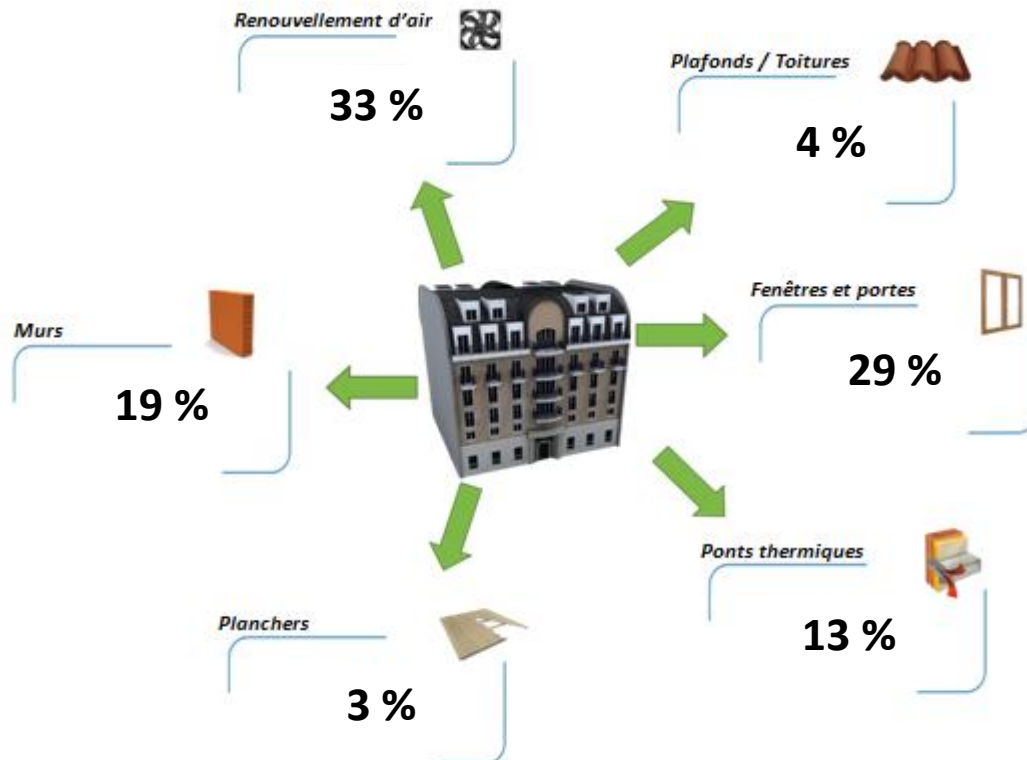 Renouvellement d'air
33 %
Plafonds / Toitures
4 %
Murs
19 %
Fenêtres et portes
29 %
Planchers
3 %
Ponts thermiques
13 %